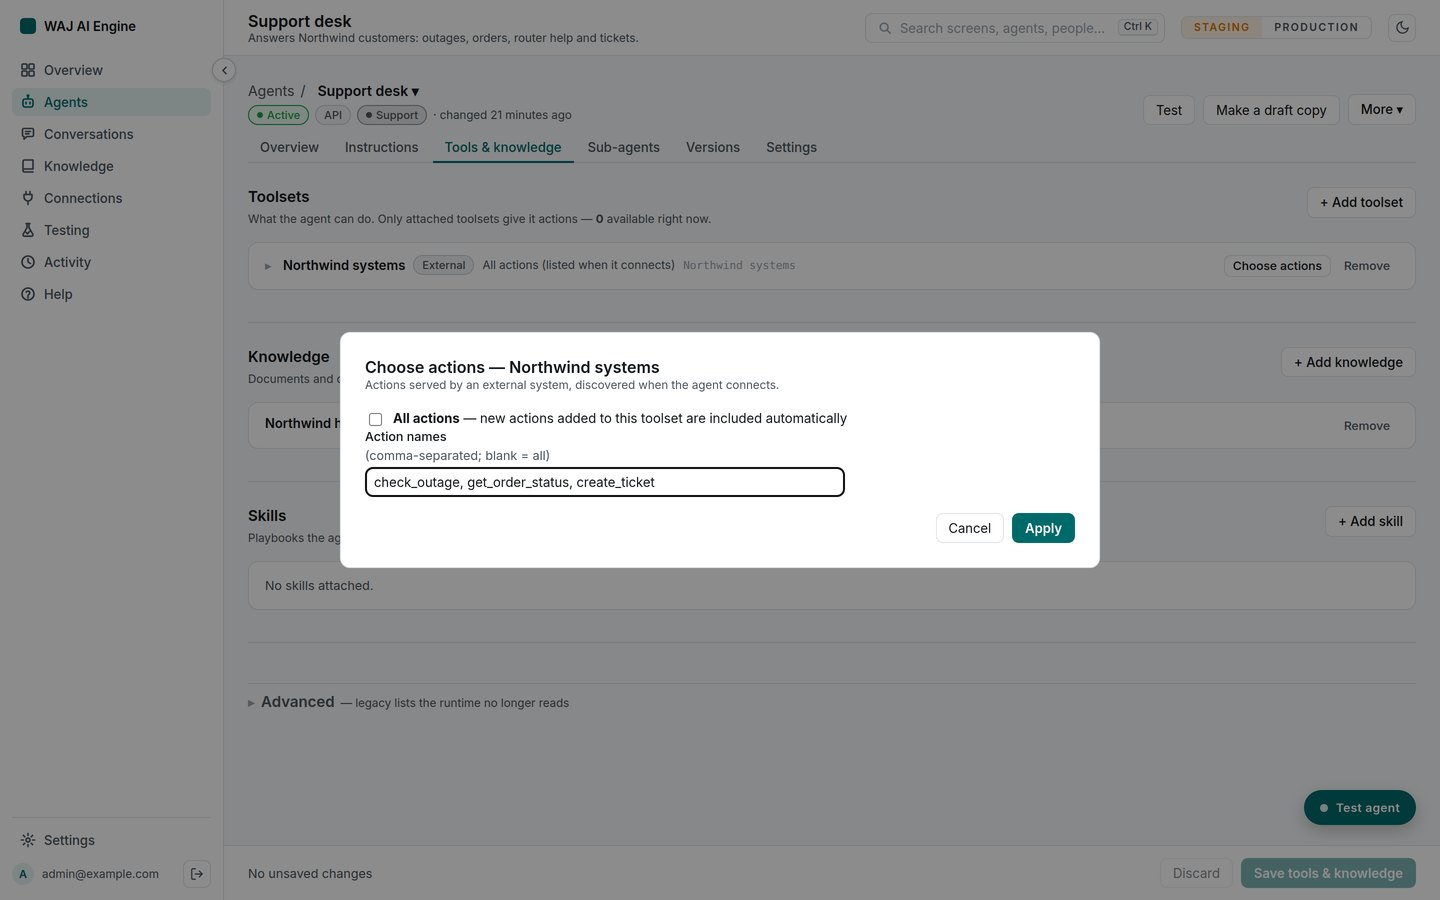 WAJ AI Engine
Overview
Agents
Conversations
Knowledge
Connections
Testing
Activity
Help
Settings
A admin@example.com
Support desk
Answers Northwind customers: outages, orders, router help and tickets.
Search screens, agents, people... Ctrl K
STAGING PRODUCTION
Agents / Support desk ▾
Active API Support · changed 21 minutes ago
Test Make a draft copy More ▾
Overview Instructions Tools & knowledge Sub-agents Versions Settings
Toolsets
What the agent can do. Only attached toolsets give it actions — 0 available right now.
+ Add toolset
▸ Northwind systems External All actions (listed when it connects) Northwind systems Choose actions Remove
Knowledge
Documents and
+ Add knowledge
Northwind h
Remove
Choose actions — Northwind systems
Actions served by an external system, discovered when the agent connects.
All actions — new actions added to this toolset are included automatically
Action names
(comma-separated; blank = all)
check_outage, get_order_status, create_ticket
Cancel Apply
Skills
Playbooks the ag
+ Add skill
No skills attached.
▸ Advanced — legacy lists the runtime no longer reads
Test agent
No unsaved changes
Discard Save tools & knowledge